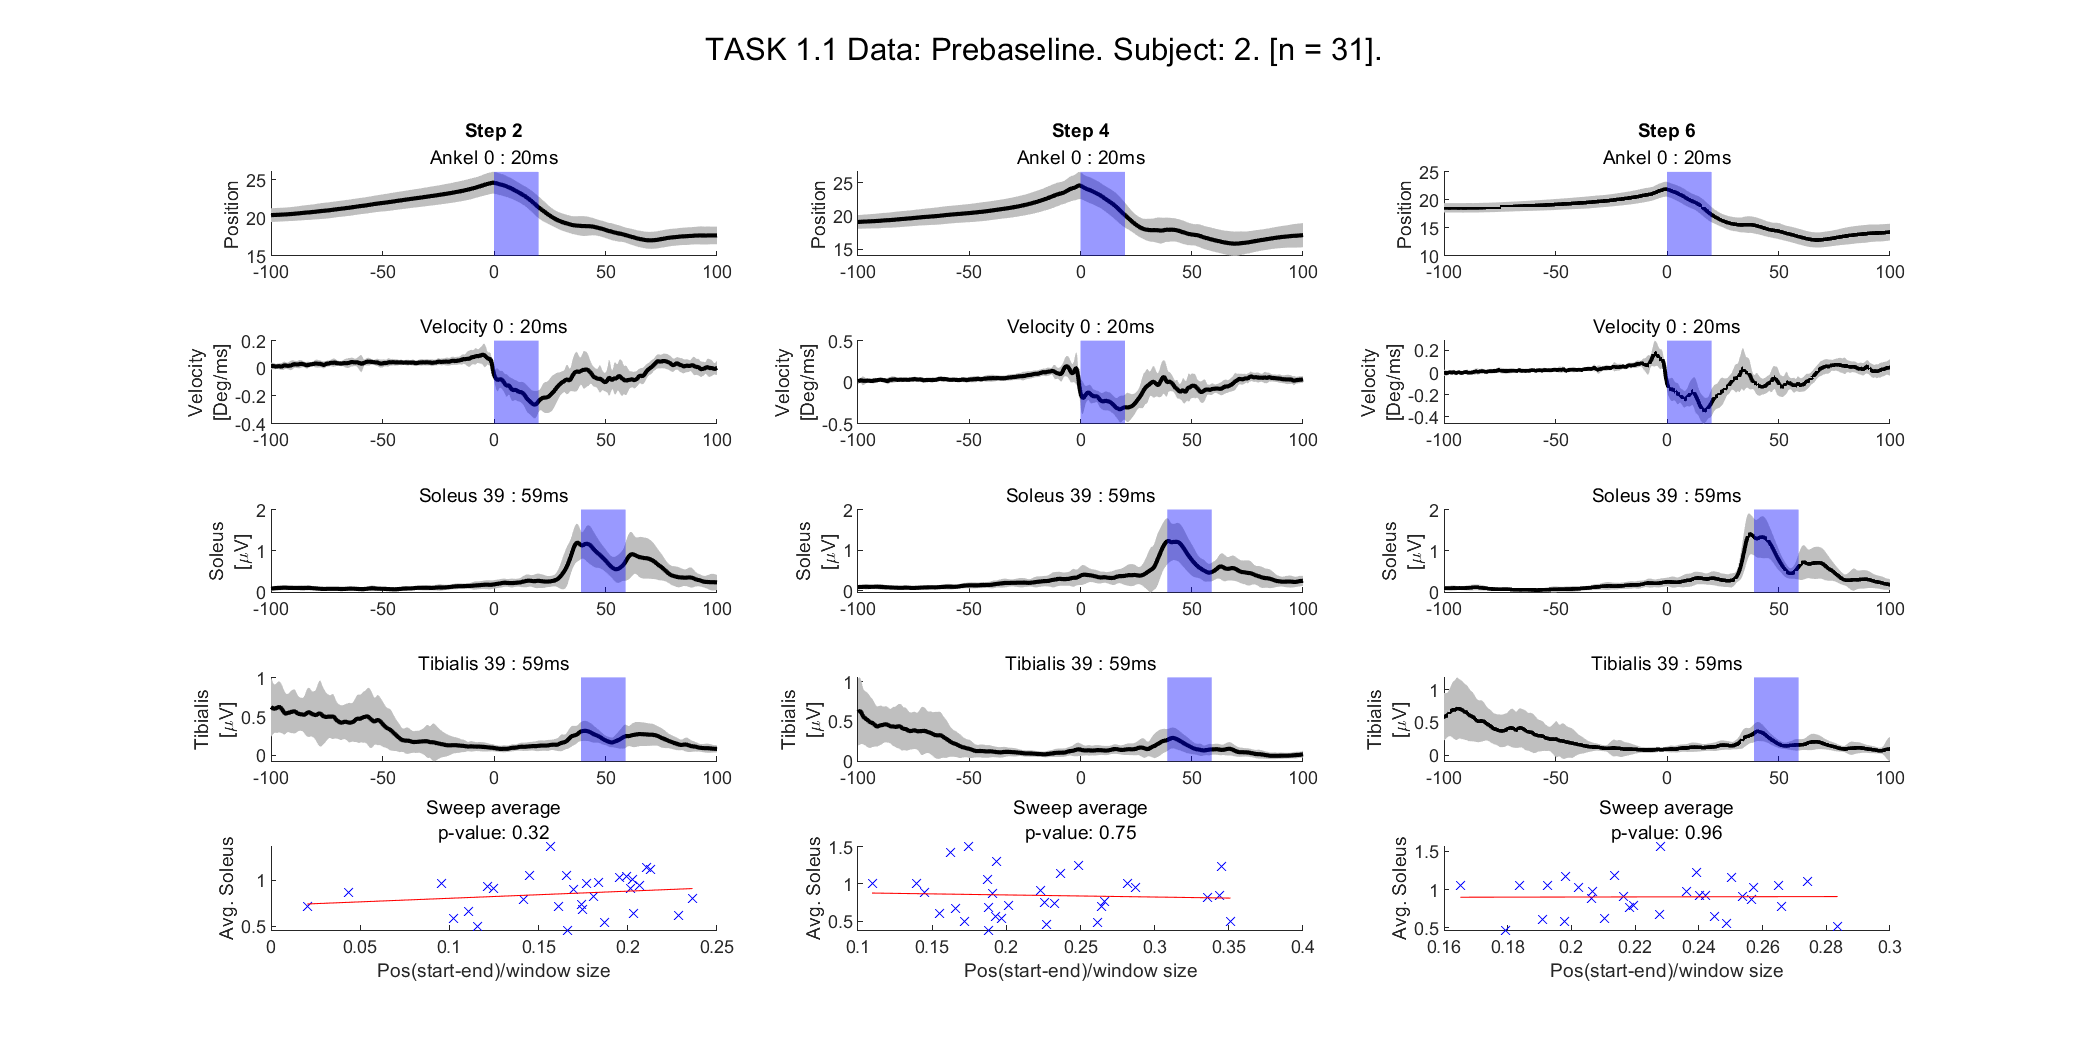 TASK 1.1 Data: Prebaseline. Subject: 2. [n = 31].
Step 2
Ankel 0 : 20ms
Position
25
20
15
-100 -50 0 50 100
Velocity 0 : 20ms
Velocity
[Deg/ms]
0.2
0
-0.2
-0.4
-100 -50 0 50 100
Soleus 39 : 59ms
Soleus
[μV]
2
1
0
-100 -50 0 50 100
Tibialis 39 : 59ms
Tibialis
[μV]
1
0.5
0
-100 -50 0 50 100
Sweep average
p-value: 0.32
Avg. Soleus
1
0.5
0 0.05 0.1 0.15 0.2 0.25
Pos(start-end)/window size
Step 4
Ankel 0 : 20ms
Position
25
20
15
-100 -50 0 50 100
Velocity 0 : 20ms
Velocity
[Deg/ms]
0.5
0
-0.5
-100 -50 0 50 100
Soleus 39 : 59ms
Soleus
[μV]
2
1
0
-100 -50 0 50 100
Tibialis 39 : 59ms
Tibialis
[μV]
1
0.5
0
-100 -50 0 50 100
Sweep average
p-value: 0.75
Avg. Soleus
1.5
1
0.5
0.1 0.15 0.2 0.25 0.3 0.35 0.4
Pos(start-end)/window size
Step 6
Ankel 0 : 20ms
Position
25
20
15
10
-100 -50 0 50 100
Velocity 0 : 20ms
Velocity
[Deg/ms]
0.2
0
-0.2
-0.4
-100 -50 0 50 100
Soleus 39 : 59ms
Soleus
[μV]
2
1
0
-100 -50 0 50 100
Tibialis 39 : 59ms
Tibialis
[μV]
1
0.5
0
-100 -50 0 50 100
Sweep average
p-value: 0.96
Avg. Soleus
1.5
1
0.5
0.16 0.18 0.2 0.22 0.24 0.26 0.28 0.3
Pos(start-end)/window size